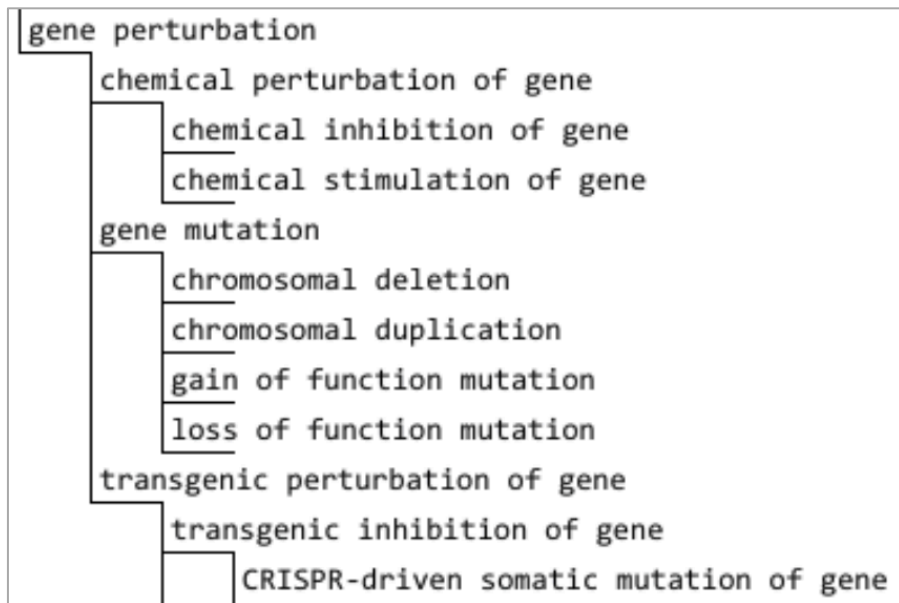 gene perturbation
chemical perturbation of gene
chemical inhibition of gene
chemical stimulation of gene
gene mutation
chromosomal deletion
chromosomal duplication
gain of function mutation
loss of function mutation
transgenic perturbation of gene
transgenic inhibition of gene
CRISPR-driven somatic mutation of gene